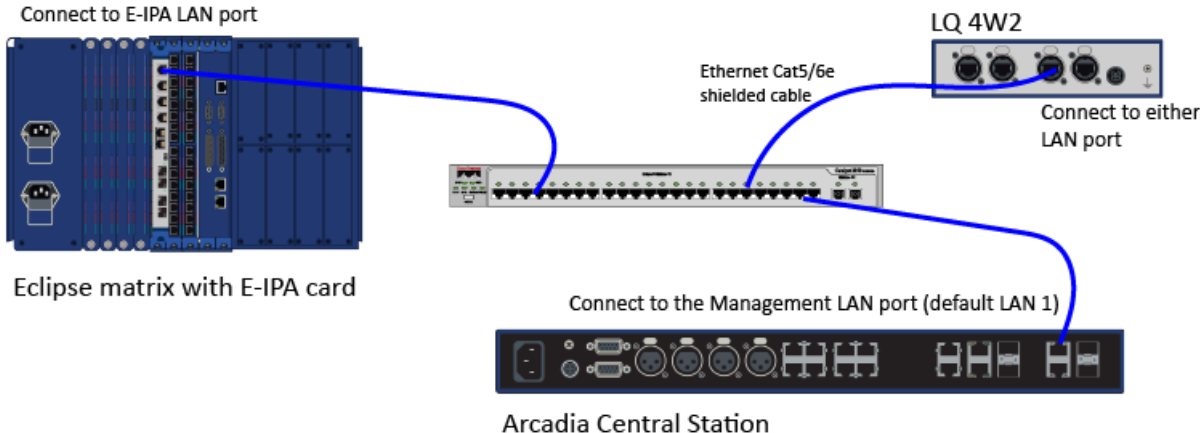 Connect to E-IPA LAN port
LQ 4W2
Ethernet Cat5/6e
shielded cable
Connect to either
LAN port
Eclipse matrix with E-IPA card
Connect to the Management LAN port (default LAN 1)
Arcadia Central Station